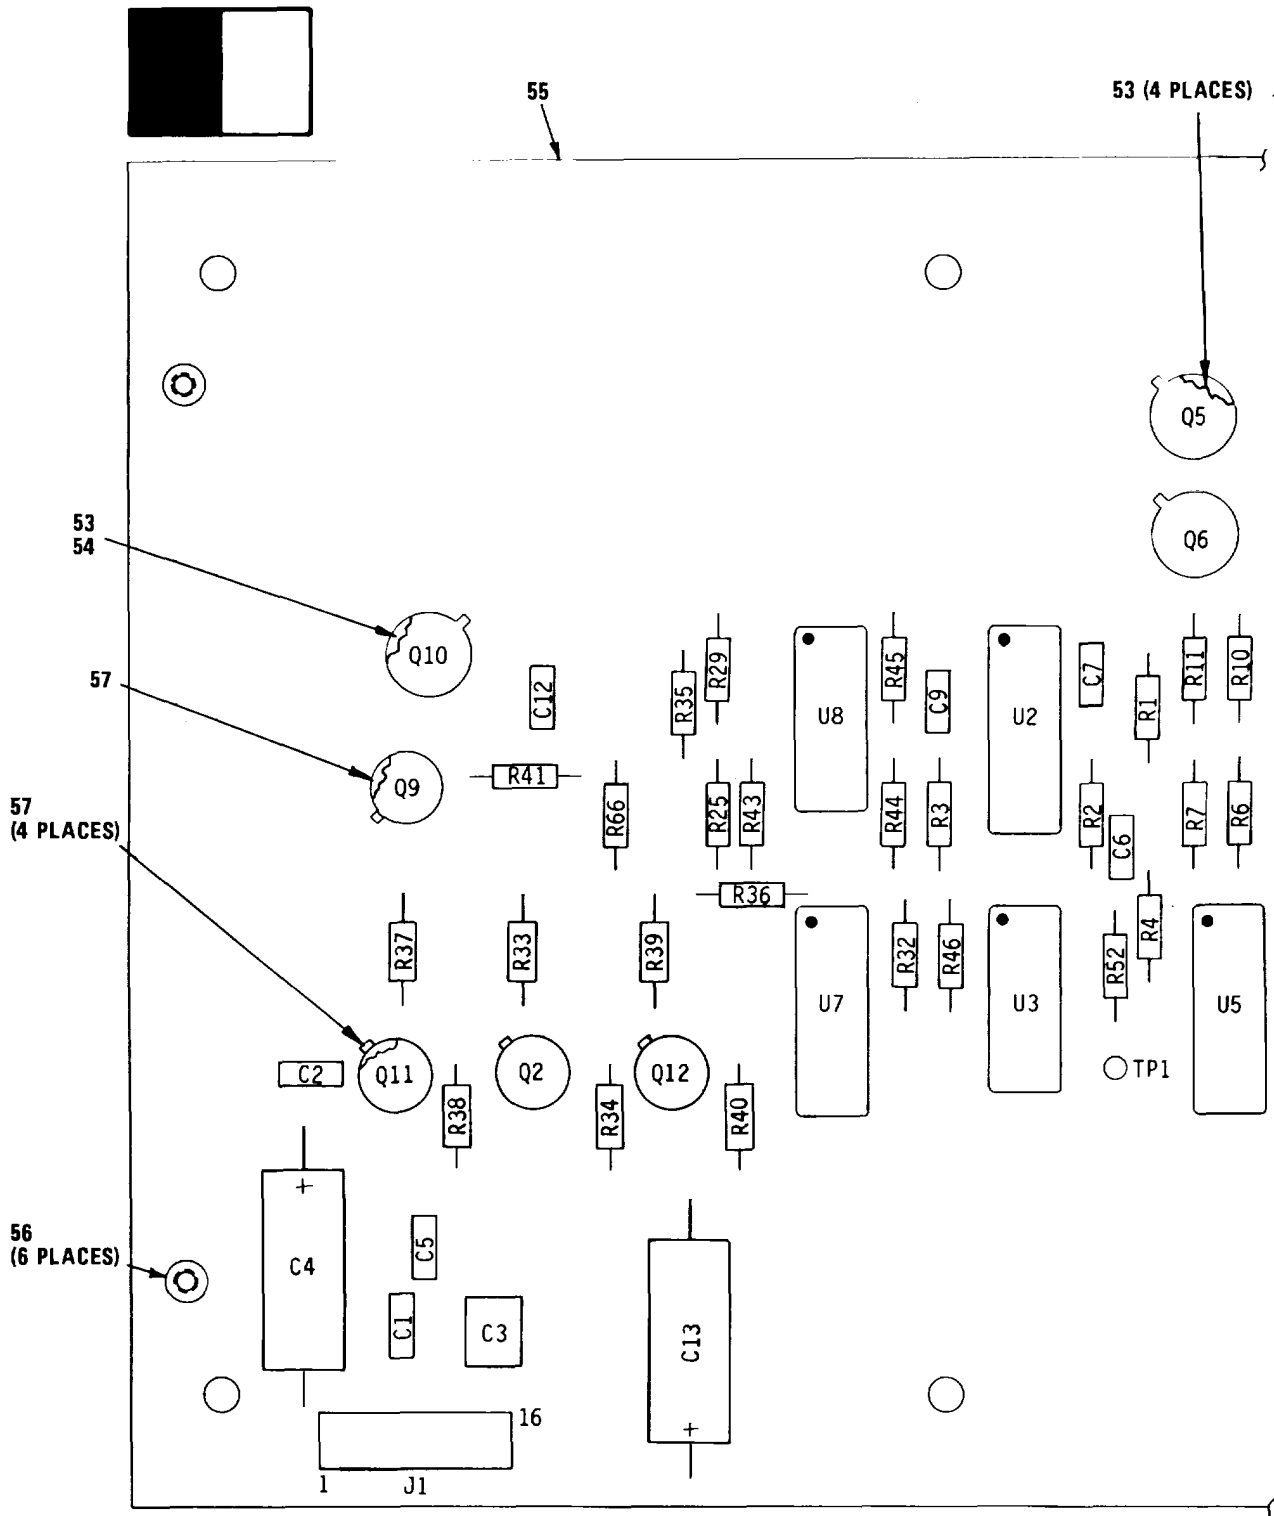 55
53 (4 PLACES)
Q5
53
54
Q6
Q10
57
C12
R35
R29
U8
R45
C9
U2
C7
R1
R11
R10
Q9
R41
57
(4 PLACES)
R66
R25
R43
R44
R3
R2
C6
R7
R6
R36
R37
R33
R39
U7
R32
R46
U3
R52
R4
U5
C2
Q11
R38
Q2
R34
Q12
R40
TP1
+
56
(6 PLACES)
C4
C5
C1
C3
C13
+
16
1
J1